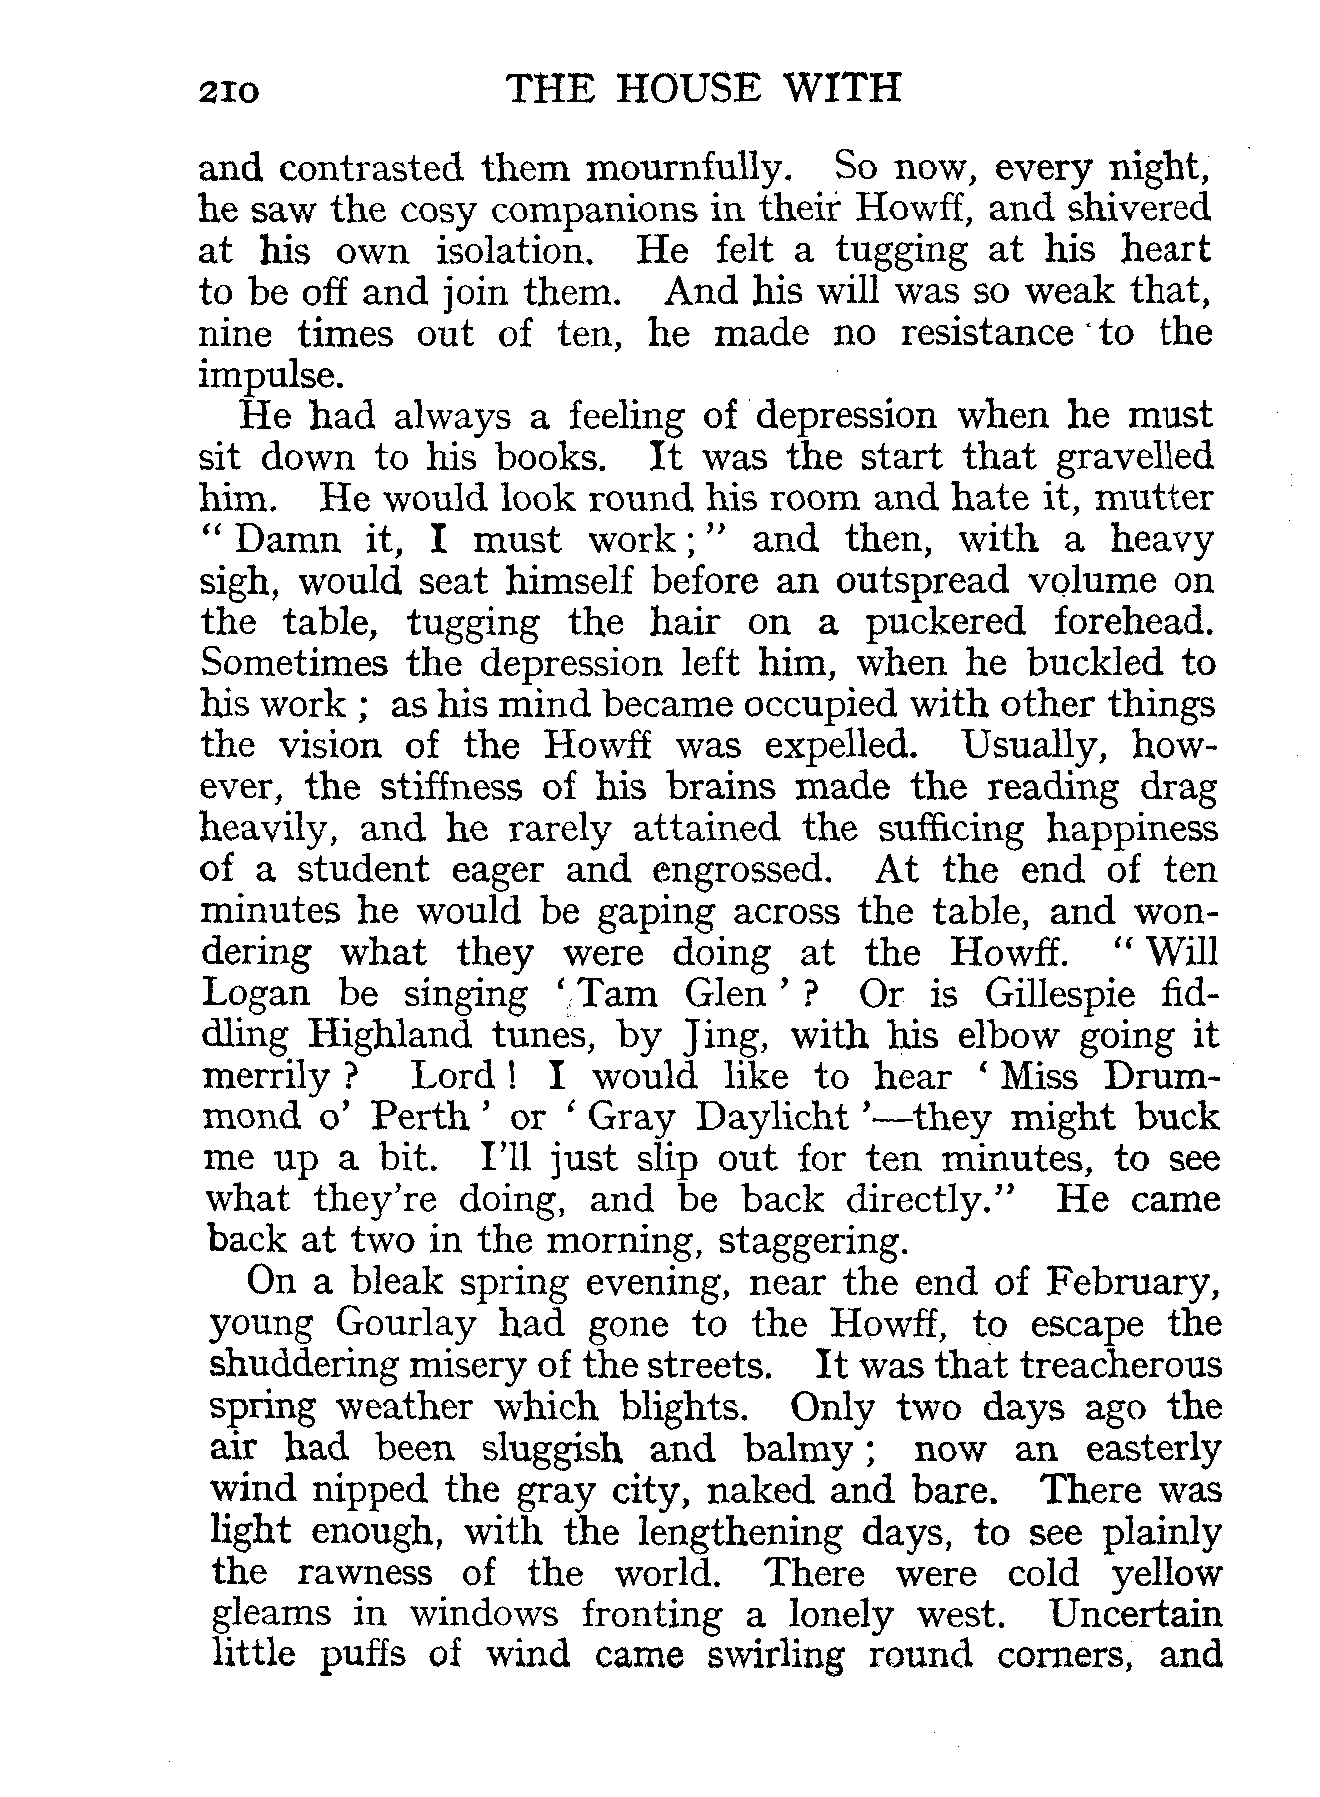 210 THE HOUSE WITH
and contrasted them mournfully. So now, every night,
he saw the cosy companions in their Howff, and shivered
at his own isolation. He felt a tugging at his heart
to be off and join them. And his will was so weak that,
nine times out of ten, he made no resistance to the
impulse.
He had always a feeling of depression when he must
sit down to his books. It was the start that gravelled
him. He would look round his room and hate it, mutter
“ Damn it, I must work ; ” and then, with a heavy
sigh, would seat himself before an outspread volume on
the table, tugging the hair on a puckered forehead.
Sometimes the depression left him, when he buckled to
his work ; as his mind became occupied with other things
the vision of the Howff was expelled. Usually, how-
ever, the stiffness of his brains made the reading drag
heavily, and he rarely attained the sufficing happiness
of a student eager and engrossed. At the end of ten
minutes he would be gaping across the table, and won-
dering what they were doing at the Howff. “ Will
Logan be singing ‘ Tam Glen ’ ? Or is Gillespie fid-
dling Highland tunes, by Jing, with his elbow going it
merrily ? Lord ! I would like to hear ‘ Miss Drum-
mond o’ Perth ’ or ‘ Gray Daylicht ’—they might buck
me up a bit. I’ll just slip out for ten minutes, to see
what they’re doing, and be back directly.” He came
back at two in the morning, staggering.
On a bleak spring evening, near the end of February,
young Gourlay had gone to the Howff, to escape the
shuddering misery of the streets. It was that treacherous
spring weather which blights. Only two days ago the
air had been sluggish and balmy ; now an easterly
wind nipped the gray city, naked and bare. There was
light enough, with the lengthening days, to see plainly
the rawness of the world. There were cold yellow
gleams in windows fronting a lonely west. Uncertain
little puffs of wind came swirling round corners, and